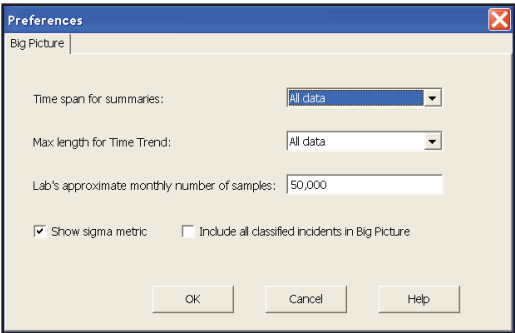 Preferences
Big Picture
Time span for summaries: All data
Max length for Time Trend: All data
Lab's approximate monthly number of samples: 50,000
Show sigma metric Include all classified incidents in Big Picture
OK Cancel Help